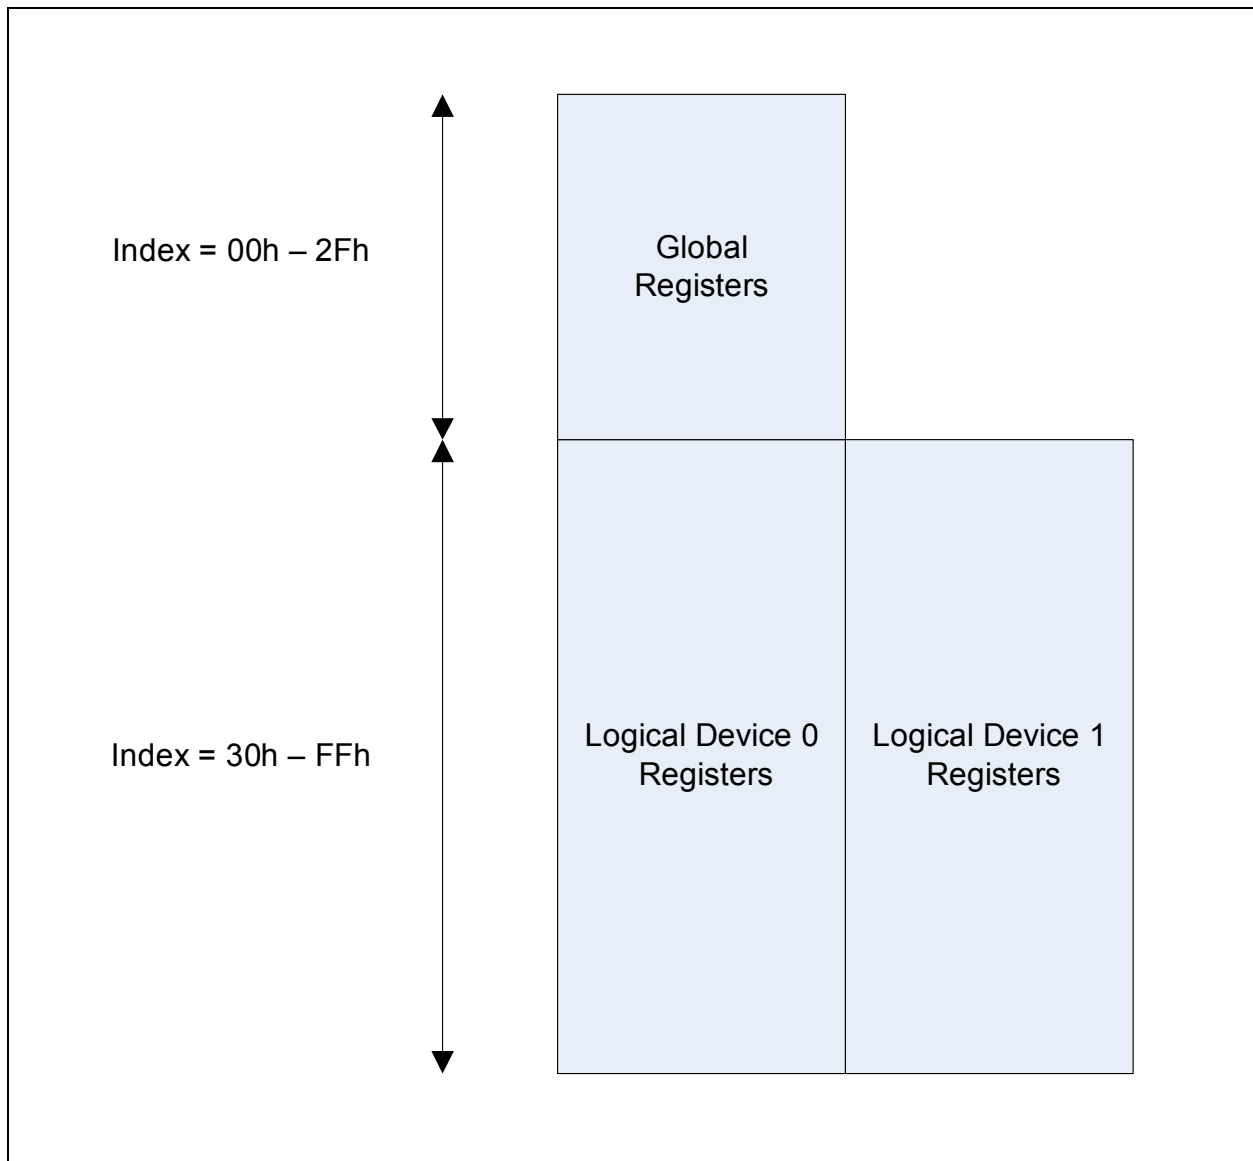 Index = 00h – 2Fh
Global
Registers
Index = 30h – FFh
Logical Device 0
Registers
Logical Device 1
Registers